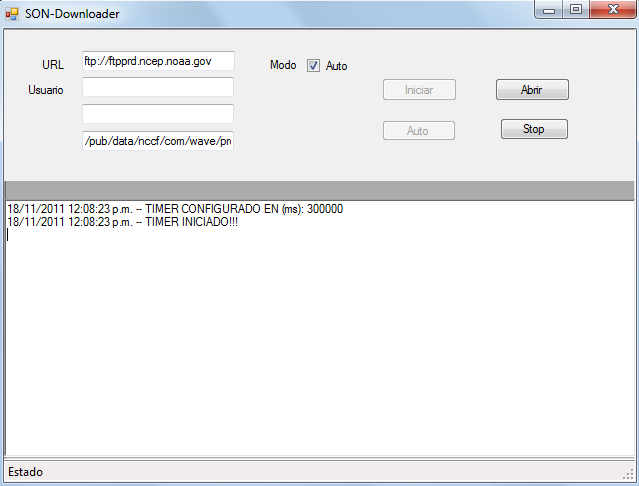 SON-Downloader
URL ftp://ftpprd.ncep.noaa.gov Modo Auto
Usuario Iniciar Abrir
/pub/data/nccf/com/wave/pr Auto Stop
18/11/2011 12:08:23 p.m. -- TIMER CONFIGURADO EN (ms): 300000
18/11/2011 12:08:23 p.m. -- TIMER INICIADO!!!
Estado